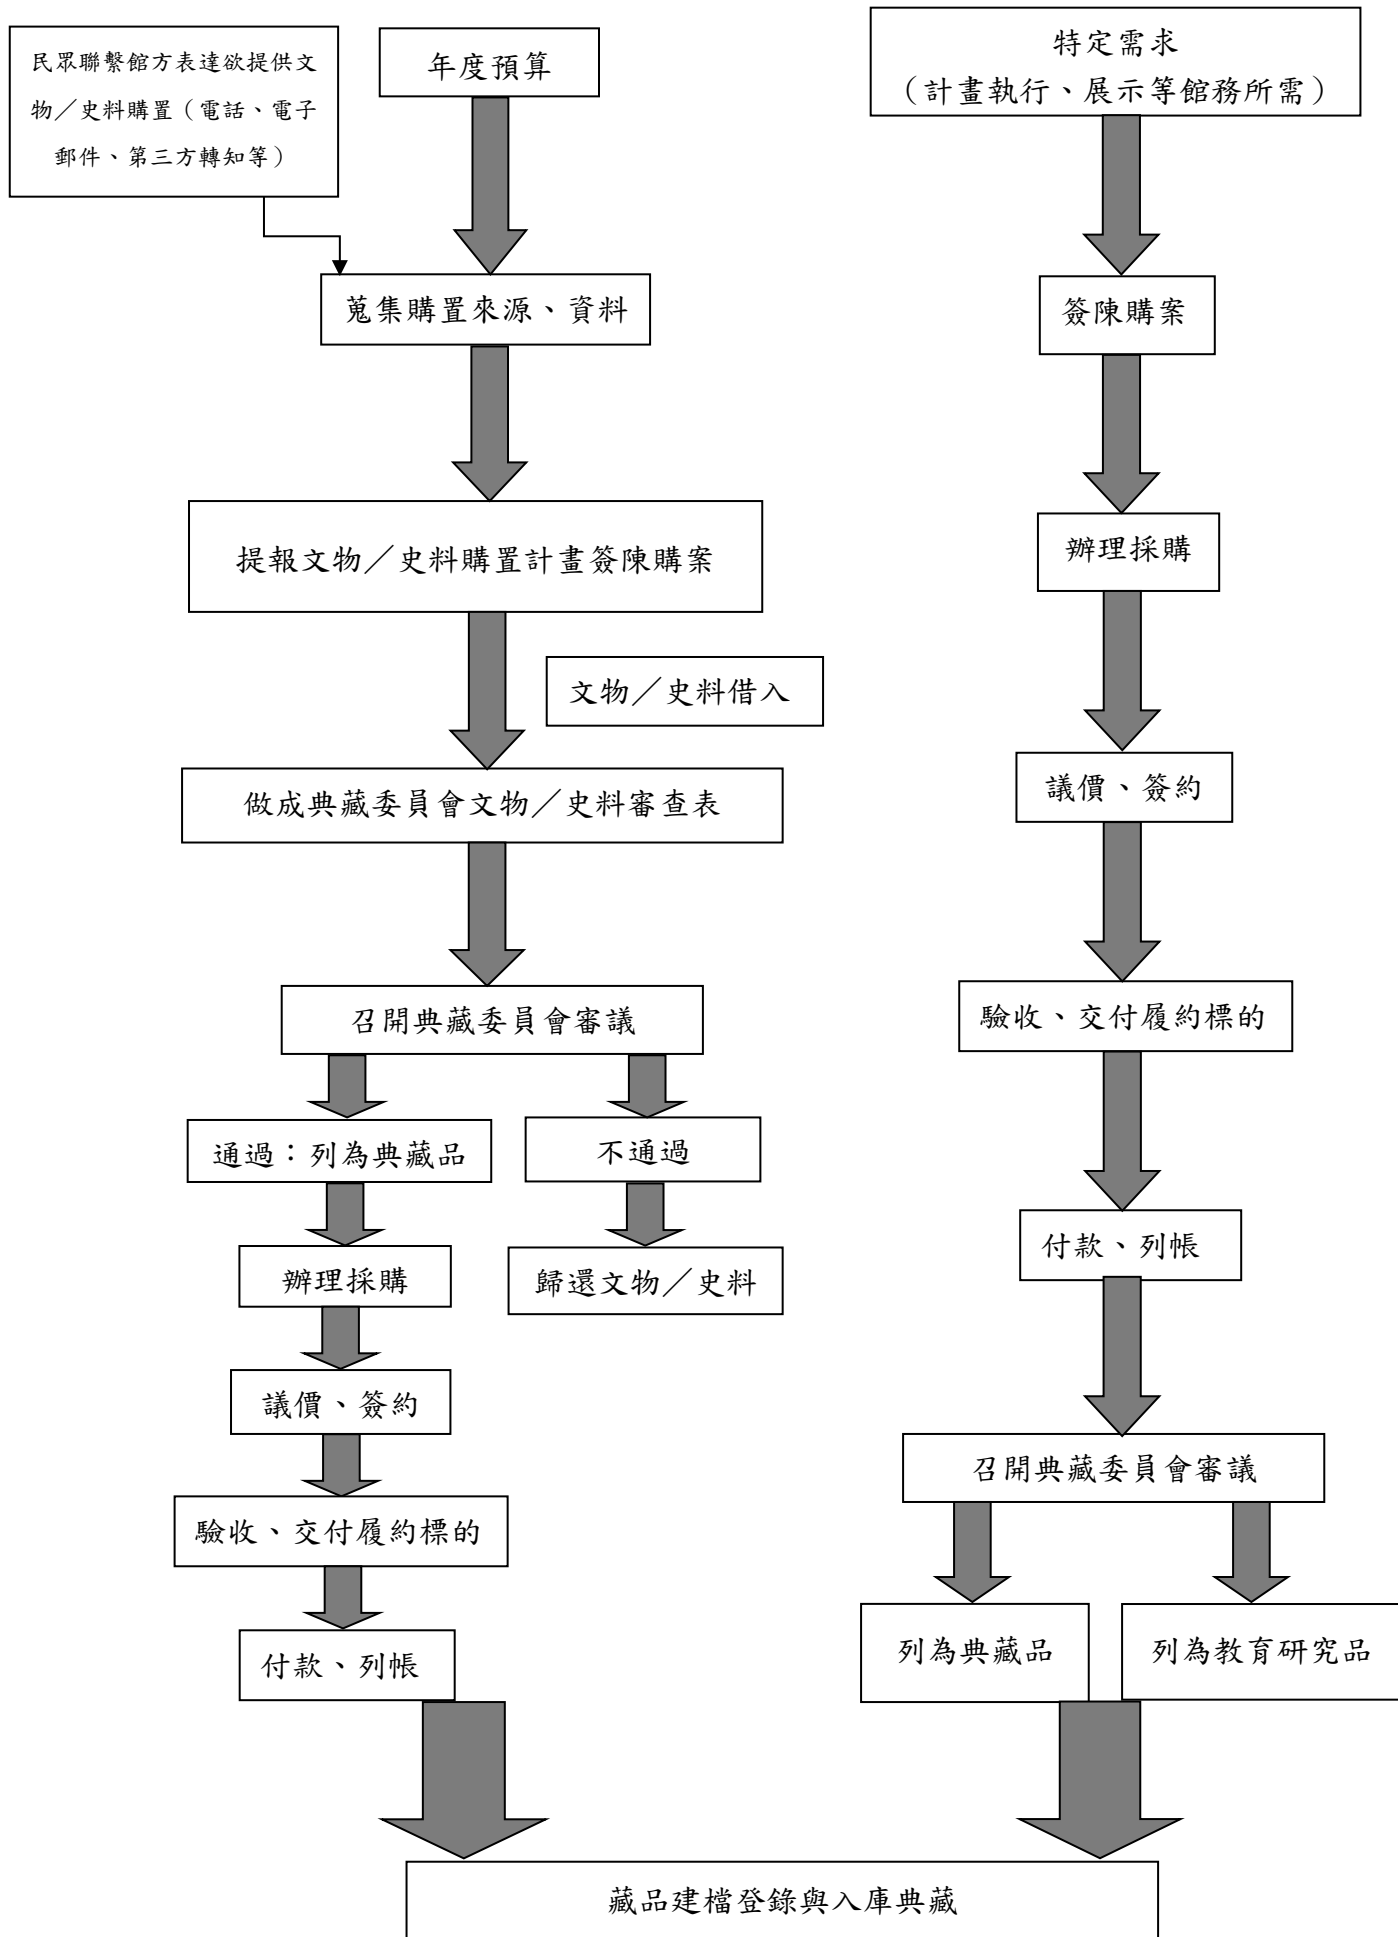 民眾聯繫館方表達欲提供文
物／史料購置（電話、電子
郵件、第三方轉知等）
年度預算
特定需求
（計畫執行、展示等館務所需）
蒐集購置來源、資料
簽陳購案
提報文物／史料購置計畫簽陳購案
辦理採購
文物／史料借入
做成典藏委員會文物／史料審查表
議價、簽約
召開典藏委員會審議
驗收、交付履約標的
通過：列為典藏品
不通過
辦理採購
歸還文物／史料
付款、列帳
議價、簽約
召開典藏委員會審議
驗收、交付履約標的
付款、列帳
列為典藏品
列為教育研究品
藏品建檔登錄與入庫典藏